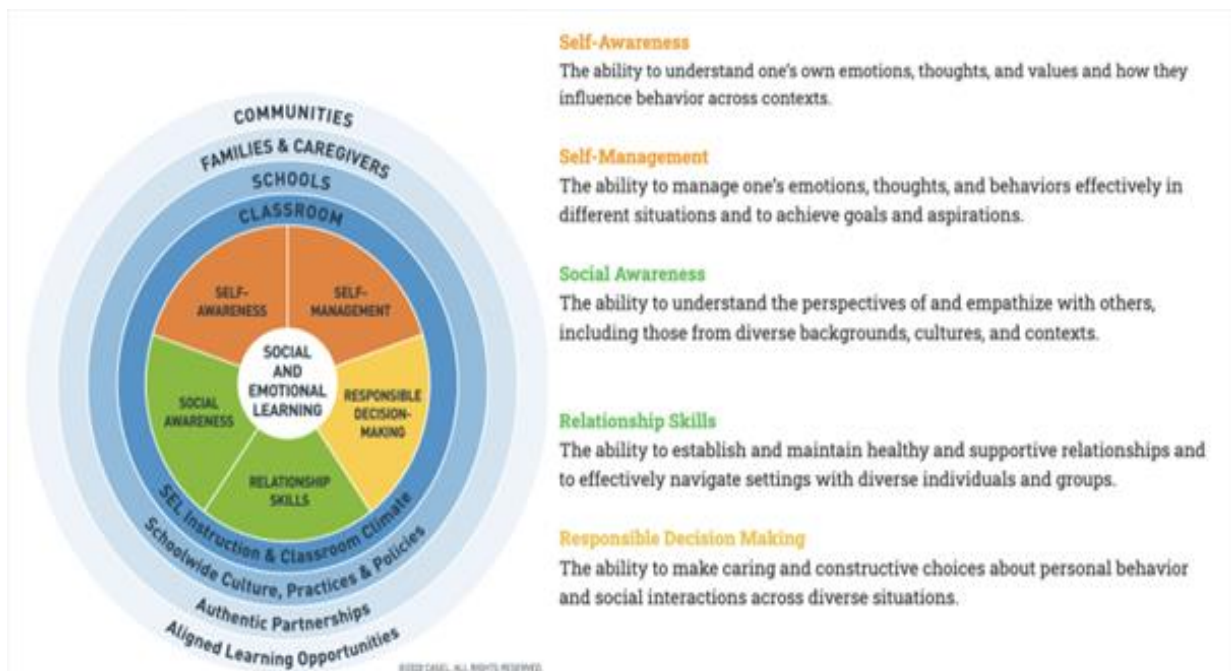 COMMUNITIES
FAMILIES & CAREGIVERS
SCHOOLS
CLASSROOM
SELF-
AWARENESS
SELF-
MANAGEMENT
SOCIAL
AND
EMOTIONAL
LEARNING
SOCIAL
AWARENESS
RESPONSIBLE
DECISION-
MAKING
RELATIONSHIP
SKILLS
SEL Instruction & Classroom Climate
Schoolwide Culture, Practices & Policies
Authentic Partnerships
Aligned Learning Opportunities
CASEL. ALL RIGHTS RESERVED.
Self-Awareness
The ability to understand one's own emotions, thoughts, and values and how they
influence behavior across contexts.
Self-Management
The ability to manage one's emotions, thoughts, and behaviors effectively in
different situations and to achieve goals and aspirations.
Social Awareness
The ability to understand the perspectives of and empathize with others,
including those from diverse backgrounds, cultures, and contexts.
Relationship Skills
The ability to establish and maintain healthy and supportive relationships and
to effectively navigate settings with diverse individuals and groups.
Responsible Decision Making
The ability to make caring and constructive choices about personal behavior
and social interactions across diverse situations.